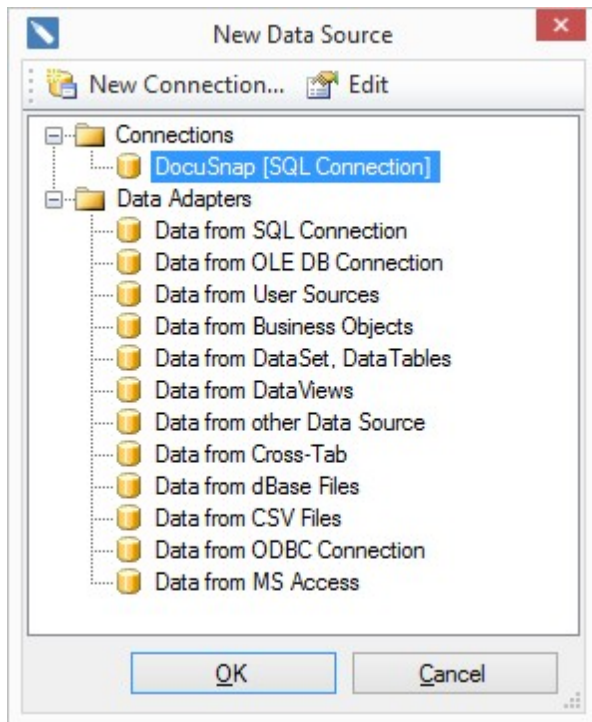 New Data Source
New Connection... Edit
Connections
DocuSnap [SQL Connection]
Data Adapters
Data from SQL Connection
Data from OLE DB Connection
Data from User Sources
Data from Business Objects
Data from DataSet, DataTables
Data from DataViews
Data from other Data Source
Data from Cross-Tab
Data from dBase Files
Data from CSV Files
Data from ODBC Connection
Data from MS Access
OK Cancel